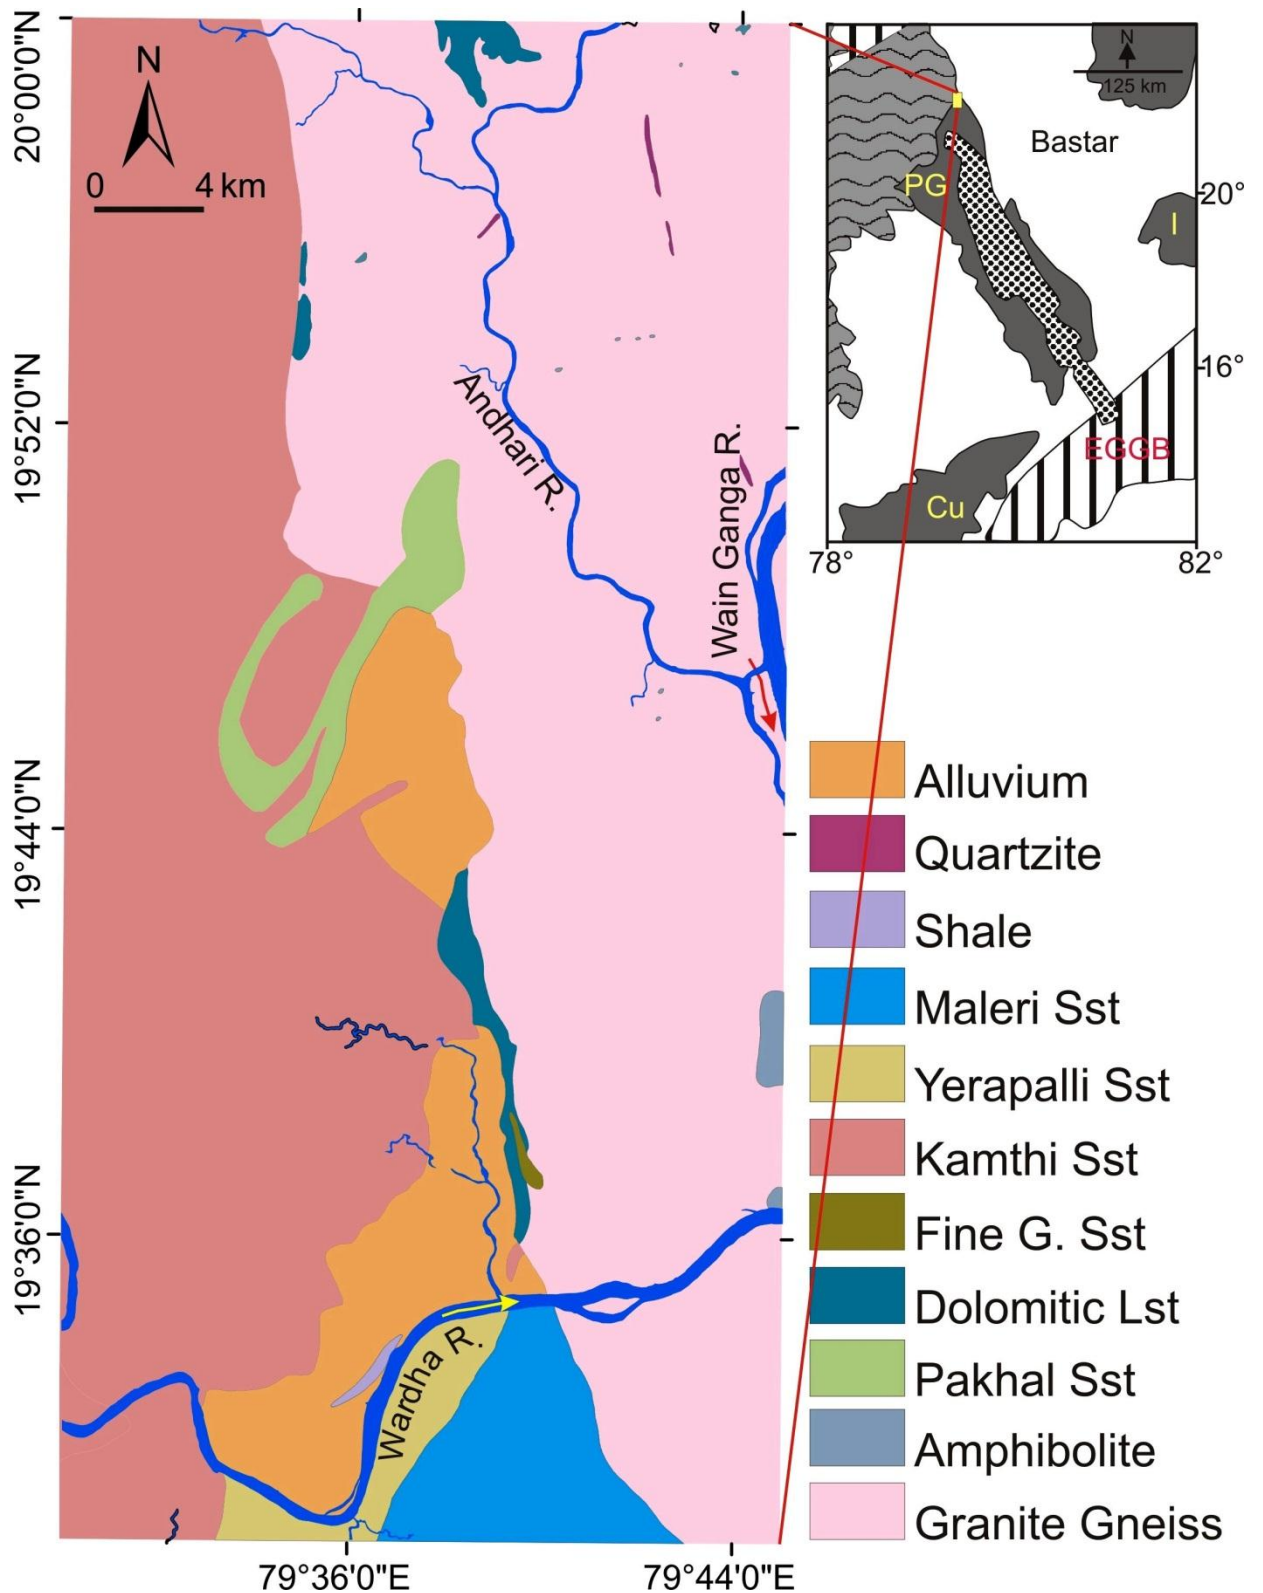 N
0 4 km
20°00'0"N
19°52'0"N
19°44'0"N
19°36'0"N
79°36'0"E
79°44'0"E
Andhari R.
Wain Ganga R.
Wardha R.
N
125 km
Bastar
PG
I
EGGB
Cu
20°
16°
78°
82°
Alluvium
Quartzite
Shale
Maleri Sst
Yerapalli Sst
Kamthi Sst
Fine G. Sst
Dolomitic Lst
Pakhal Sst
Amphibolite
Granite Gneiss